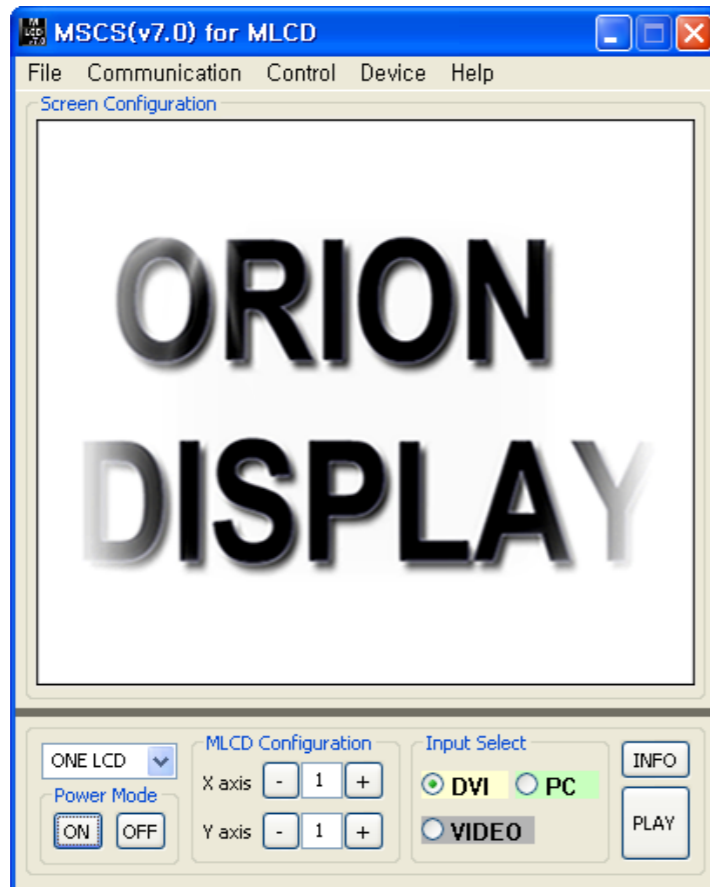 MSCS(v7.0) for MLCD
File Communication Control Device Help
Screen Configuration
ORION
DISPLAY
ONE LCD
Power Mode
ON OFF
MLCD Configuration
X axis - 1 +
Y axis - 1 +
Input Select
DVI PC
VIDEO
INFO
PLAY